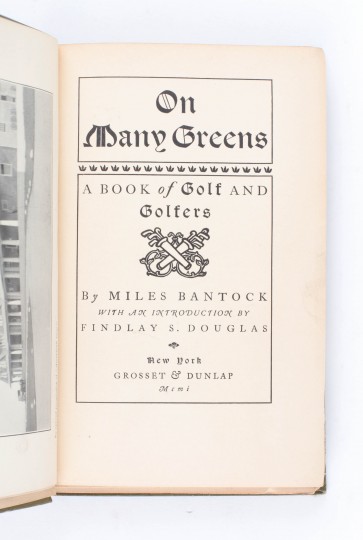 On
Many Greens
A BOOK of Golf AND
Golfers
By MILES BANTOCK
WITH AN INTRODUCTION BY
FINDLAY S. DOUGLAS
New York
GROSSET & DUNLAP
Mcmi